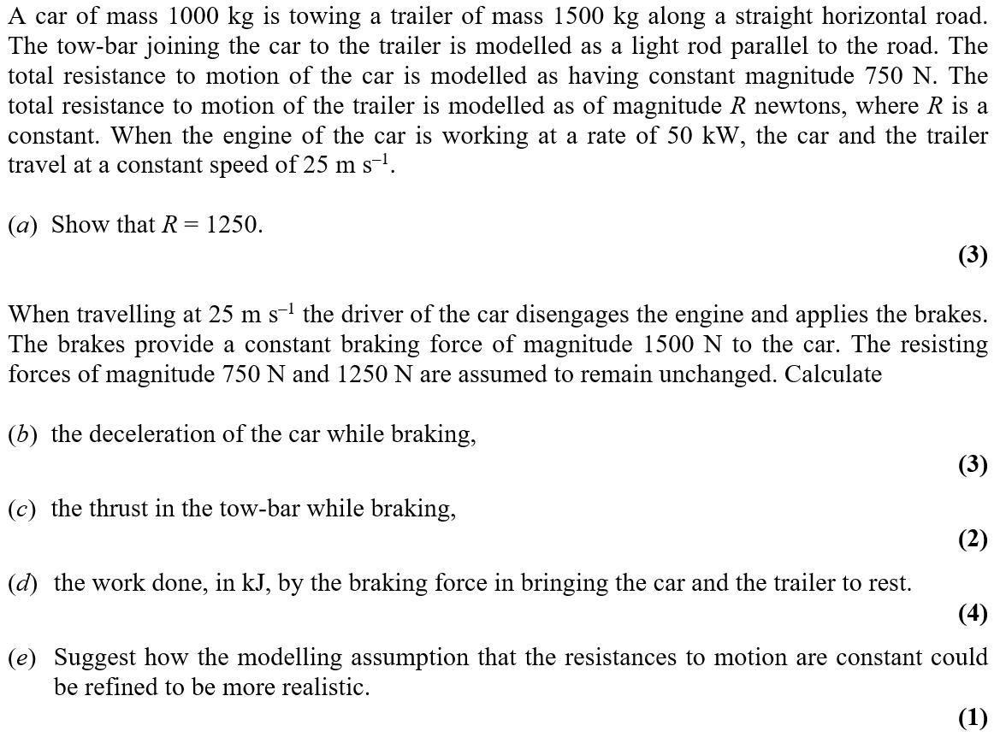 A car of mass 1000 kg is towing a trailer of mass 1500 kg along a straight horizontal road.
The tow-bar joining the car to the trailer is modelled as a light rod parallel to the road. The
total resistance to motion of the car is modelled as having constant magnitude 750 N. The
total resistance to motion of the trailer is modelled as of magnitude R newtons, where R is a
constant. When the engine of the car is working at a rate of 50 kW, the car and the trailer
travel at a constant speed of 25 m s⁻¹.
(a) Show that R = 1250.
(3)
When travelling at 25 m s⁻¹ the driver of the car disengages the engine and applies the brakes.
The brakes provide a constant braking force of magnitude 1500 N to the car. The resisting
forces of magnitude 750 N and 1250 N are assumed to remain unchanged. Calculate
(b) the deceleration of the car while braking,
(3)
(c) the thrust in the tow-bar while braking,
(2)
(d) the work done, in kJ, by the braking force in bringing the car and the trailer to rest.
(4)
(e) Suggest how the modelling assumption that the resistances to motion are constant could
be refined to be more realistic.
(1)